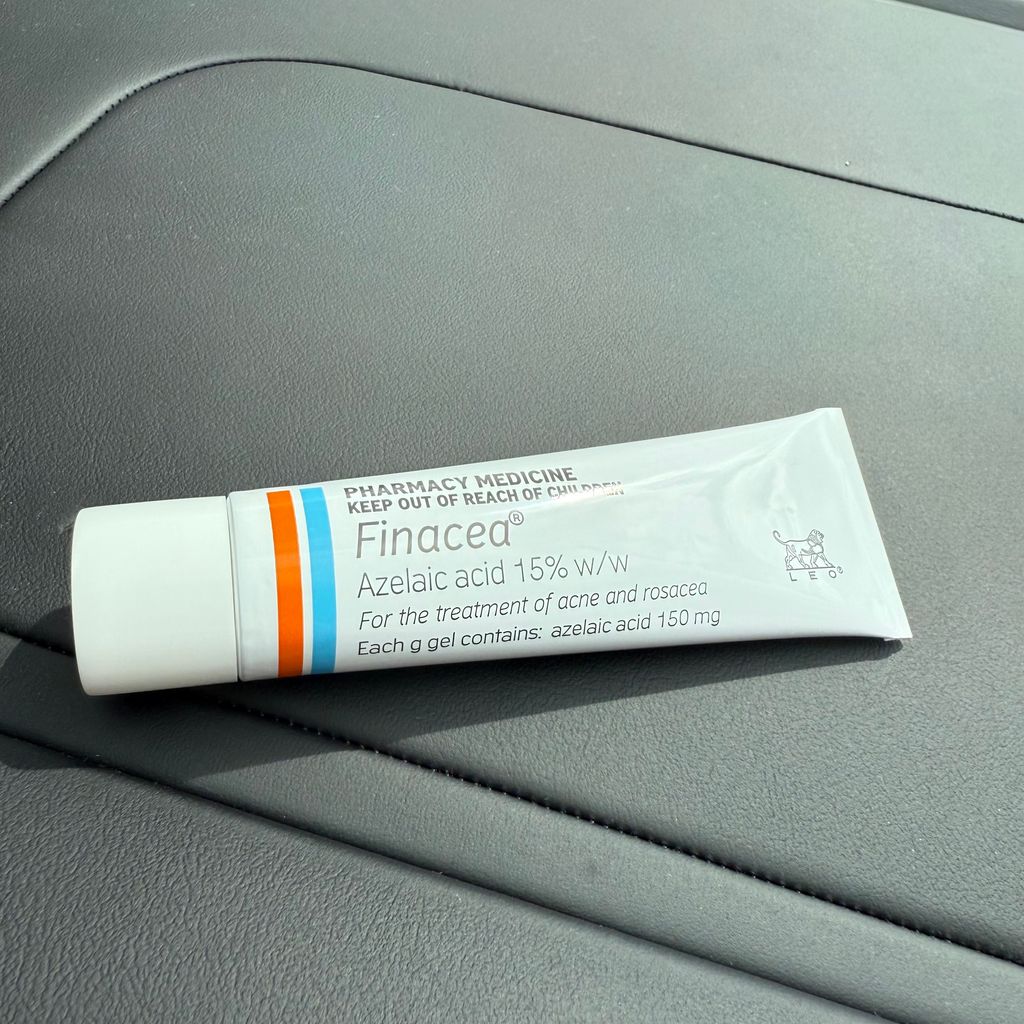 PHARMACY MEDICINE
KEEP OUT OF REACH OF CHILDREN
Finacea®
Azelaic acid 15% w/w
For the treatment of acne and rosacea
Each g gel contains: azelaic acid 150 mg
LEO®